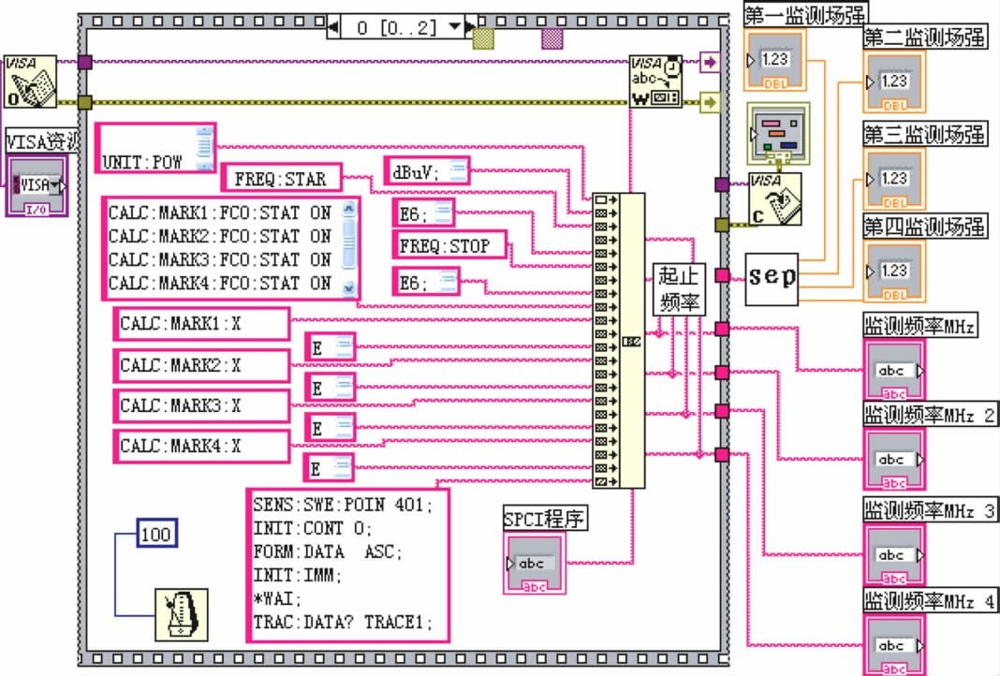 0 [0..2]
第一监测场强
1.23
DBL
第二监测场强
1.23
DBL
VISA
O
VISA
abc
W
VISA资源
VISA
I/O
UNIT:POW
FREQ:STAR
dBuV;
CALC:MARK1:FCO:STAT ON
CALC:MARK2:FCO:STAT ON
CALC:MARK3:FCO:STAT ON
CALC:MARK4:FCO:STAT ON
E6;
FREQ:STOP
E6;
第三监测场强
1.23
DBL
VISA
C
第四监测场强
1.23
DBL
sep
起止
频率
CALC:MARK1:X
E
CALC:MARK2:X
E
CALC:MARK3:X
E
CALC:MARK4:X
E
监测频率MHz
abc
abc
监测频率MHz 2
abc
abc
SENS:SWE:POIN 401;
INIT:CONT 0;
FORM:DATA ASC;
INIT:IMM;
*WAI;
TRAC:DATA? TRACE1;
100
SPCI程序
abc
abc
监测频率MHz 3
abc
abc
监测频率MHz 4
abc
abc